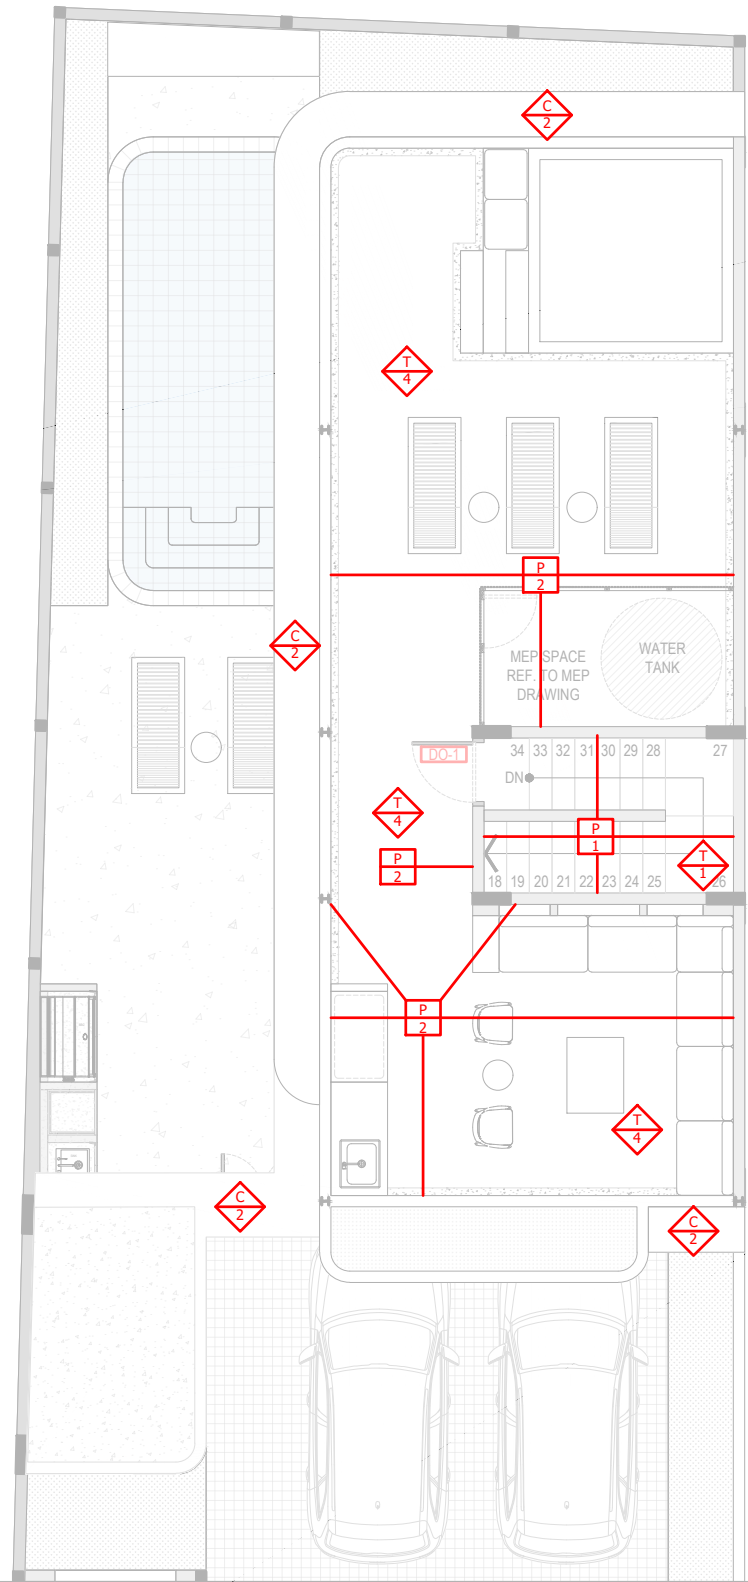 C
2
T
4
P
2
C
2
MEP SPACE
REF. TO MEP
DRAWING
WATER
TANK
34 33 32 31 30 29 28 27
DO-1
DN
T
4
P
1
P
2
T
1
18 19 20 21 22 23 24 25 26
P
2
T
4
C
2
C
2